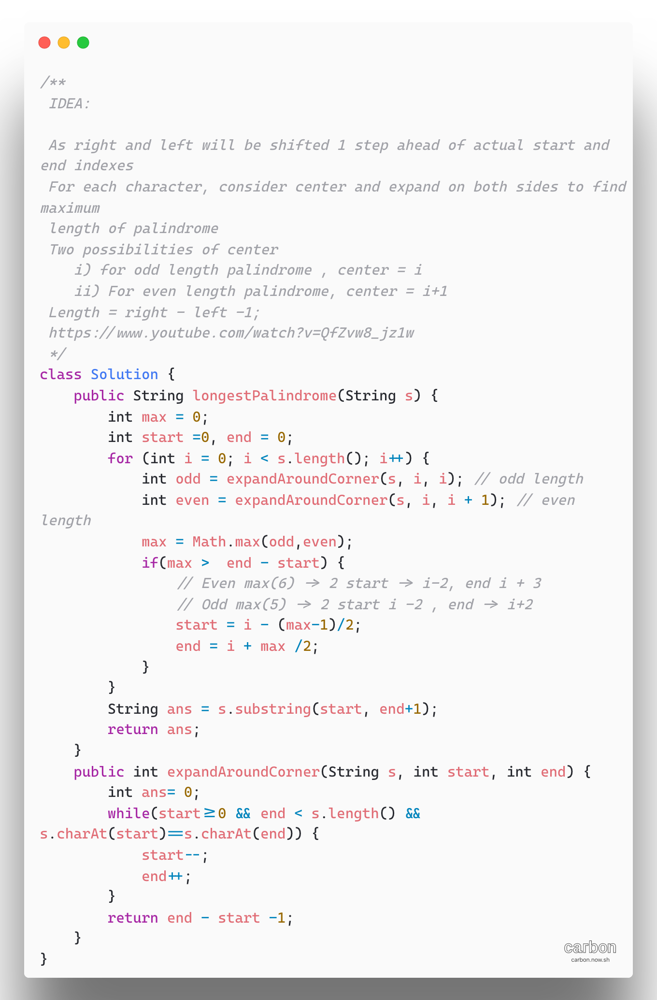 /**
 IDEA:

 As right and left will be shifted 1 step ahead of actual start and
end indexes
 For each character, consider center and expand on both sides to find
maximum
 length of palindrome
 Two possibilities of center
    i) for odd length palindrome , center = i
    ii) For even length palindrome, center = i+1
 Length = right - left -1;
 https://www.youtube.com/watch?v=QfZvw8_jz1w
 */
class Solution {
    public String longestPalindrome(String s) {
        int max = 0;
        int start =0, end = 0;
        for (int i = 0; i < s.length(); i++) {
            int odd = expandAroundCorner(s, i, i); // odd length
            int even = expandAroundCorner(s, i, i + 1); // even
length
            max = Math.max(odd,even);
            if(max >  end - start) {
                // Even max(6) -> 2 start -> i-2, end i + 3
                // Odd max(5) -> 2 start i -2 , end -> i+2
                start = i - (max-1)/2;
                end = i + max /2;
            }
        }
        String ans = s.substring(start, end+1);
        return ans;
    }
    public int expandAroundCorner(String s, int start, int end) {
        int ans= 0;
        while(start>=0 && end < s.length() &&
s.charAt(start)==s.charAt(end)) {
            start--;
            end++;
        }
        return end - start -1;
    }
}
carbon
carbon.now.sh